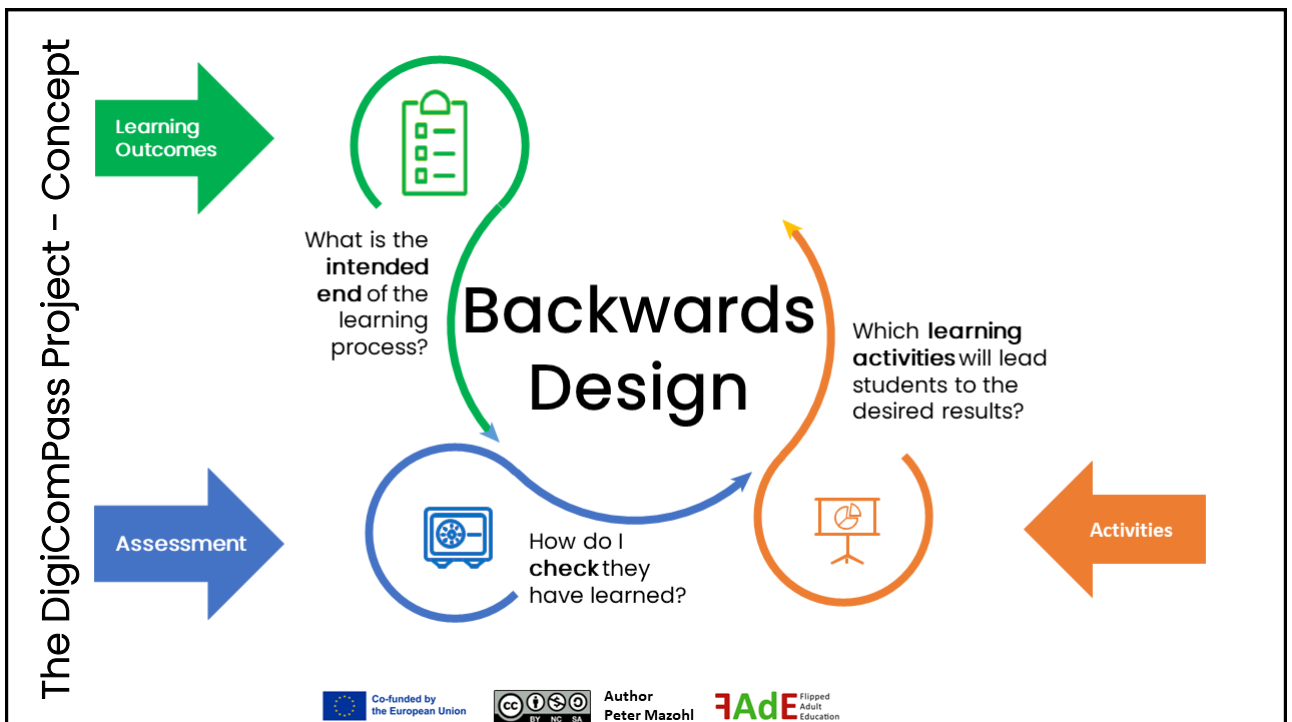 The DigiComPass Project – Concept
Learning
Outcomes
What is the
intended
end of the
learning
process?
Backwards
Design
Which learning
activities will lead
students to the
desired results?
Assessment
How do I
check they
have learned?
Activities
Co-funded by
the European Union
cc
BY NC SA
Author
Peter Mazohl
FAdE
Flipped
Adult
Education